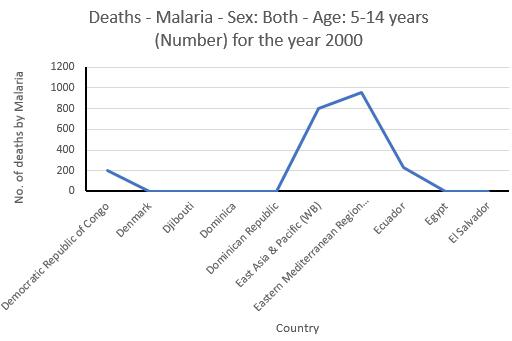 Deaths - Malaria - Sex: Both - Age: 5-14 years
(Number) for the year 2000
No. of deaths by Malaria
1200
1000
800
600
400
200
0
Democratic Republic of Congo
Denmark
Djibouti
Dominica
Dominican Republic
East Asia & Pacific (WB)
Eastern Mediterranean Region...
Ecuador
Egypt
El Salvador
Country